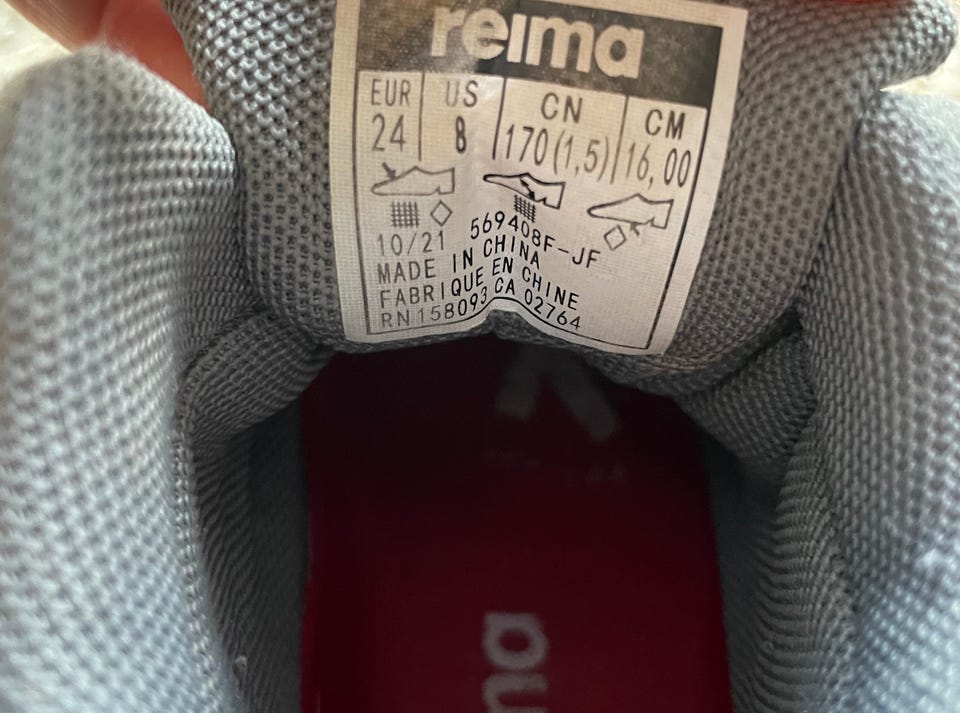 reima
EUR US CN CM
24 8 170(1,5) 16,00
10/21 569408F-JF
MADE IN CHINA
FABRIQUE EN CHINE
RN158093 CA 02764